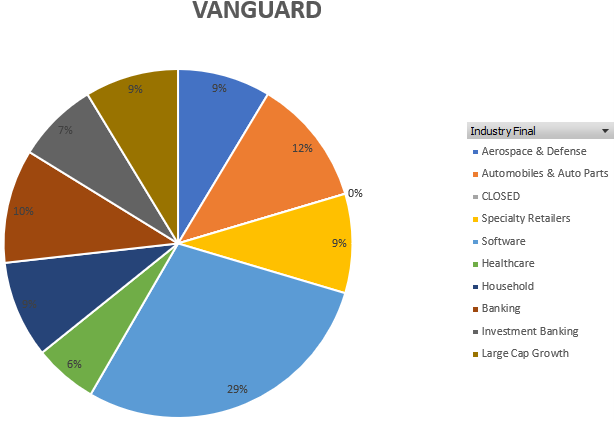 VANGUARD
9%
9%
7%
12%
0%
10%
9%
6%
29%
Industry Final
Aerospace & Defense
Automobiles & Auto Parts
CLOSED
Specialty Retailers
Software
Healthcare
Household
Banking
Investment Banking
Large Cap Growth